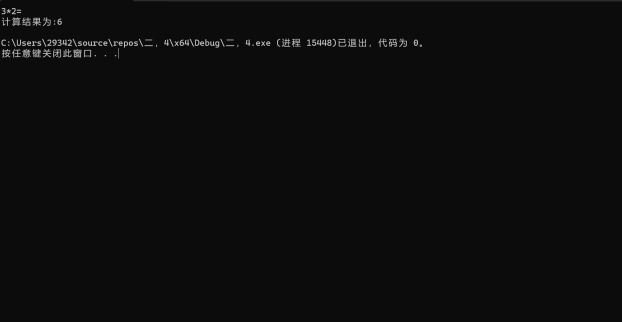 3*2=
计算结果为:6
C:\Users\29342\source\repos\二, 4\x64\Debug\二, 4.exe (进程 15448)已退出，代码为 0。
按任意键关闭此窗口. . .